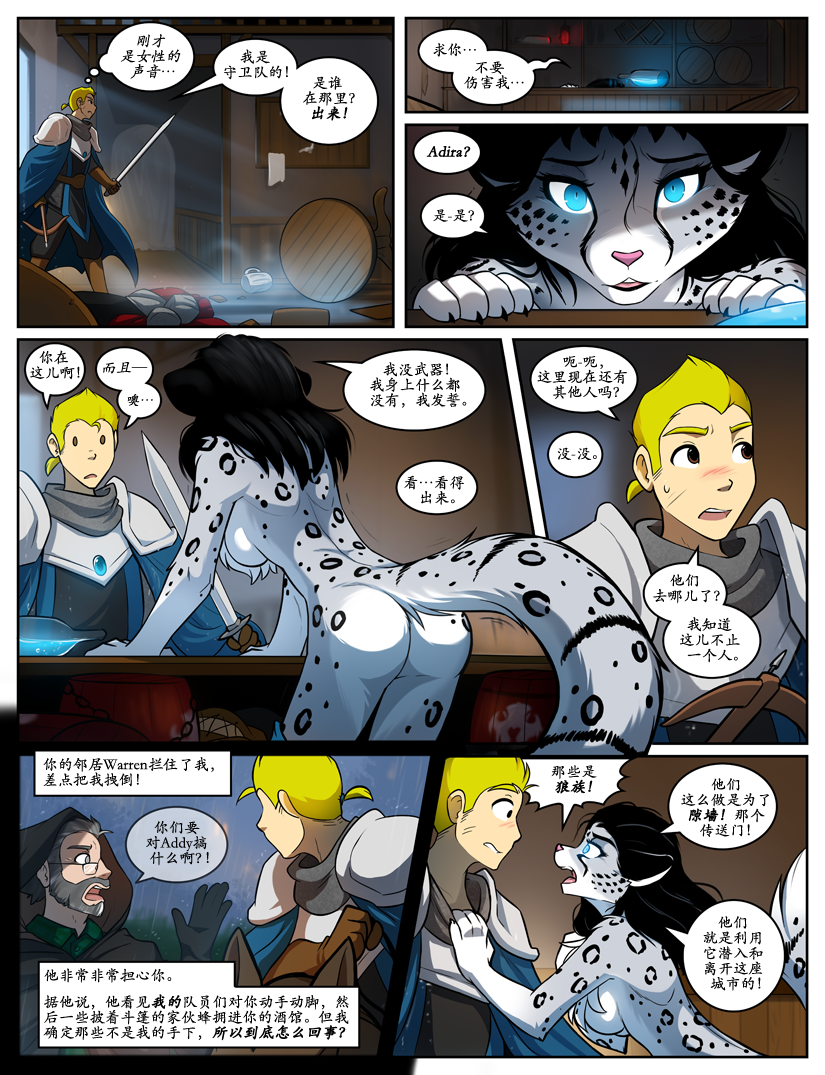 刚才
是女性的
声音…
我是
守卫队的!
是谁
在那里?
出来!
求你…
不要
伤害我…
Adira?
是-是?
你在
这儿啊!
而且—
噢…
我没武器!
我身上什么都
没有, 我发誓。
看…看得
出来。
呃-呃,
这里现在还有
其他人吗?
没-没。
他们
去哪儿了?
我知道
这儿不止
一个人。
你的邻居Warren拦住了我,
差点把我拽倒!
你们要
对Addy搞
什么啊?!
他非常非常担心你。
据他说, 他看见我的队员们对你动手动脚, 然
后一些披着斗篷的家伙蜂拥进你的酒馆。但我
确定那些不是我的手下, 所以到底怎么回事?
那些是
狼族!
他们
这么做是为了
隙墙! 那个
传送门!
他们
就是利用
它潜入和
离开这座
城市的!